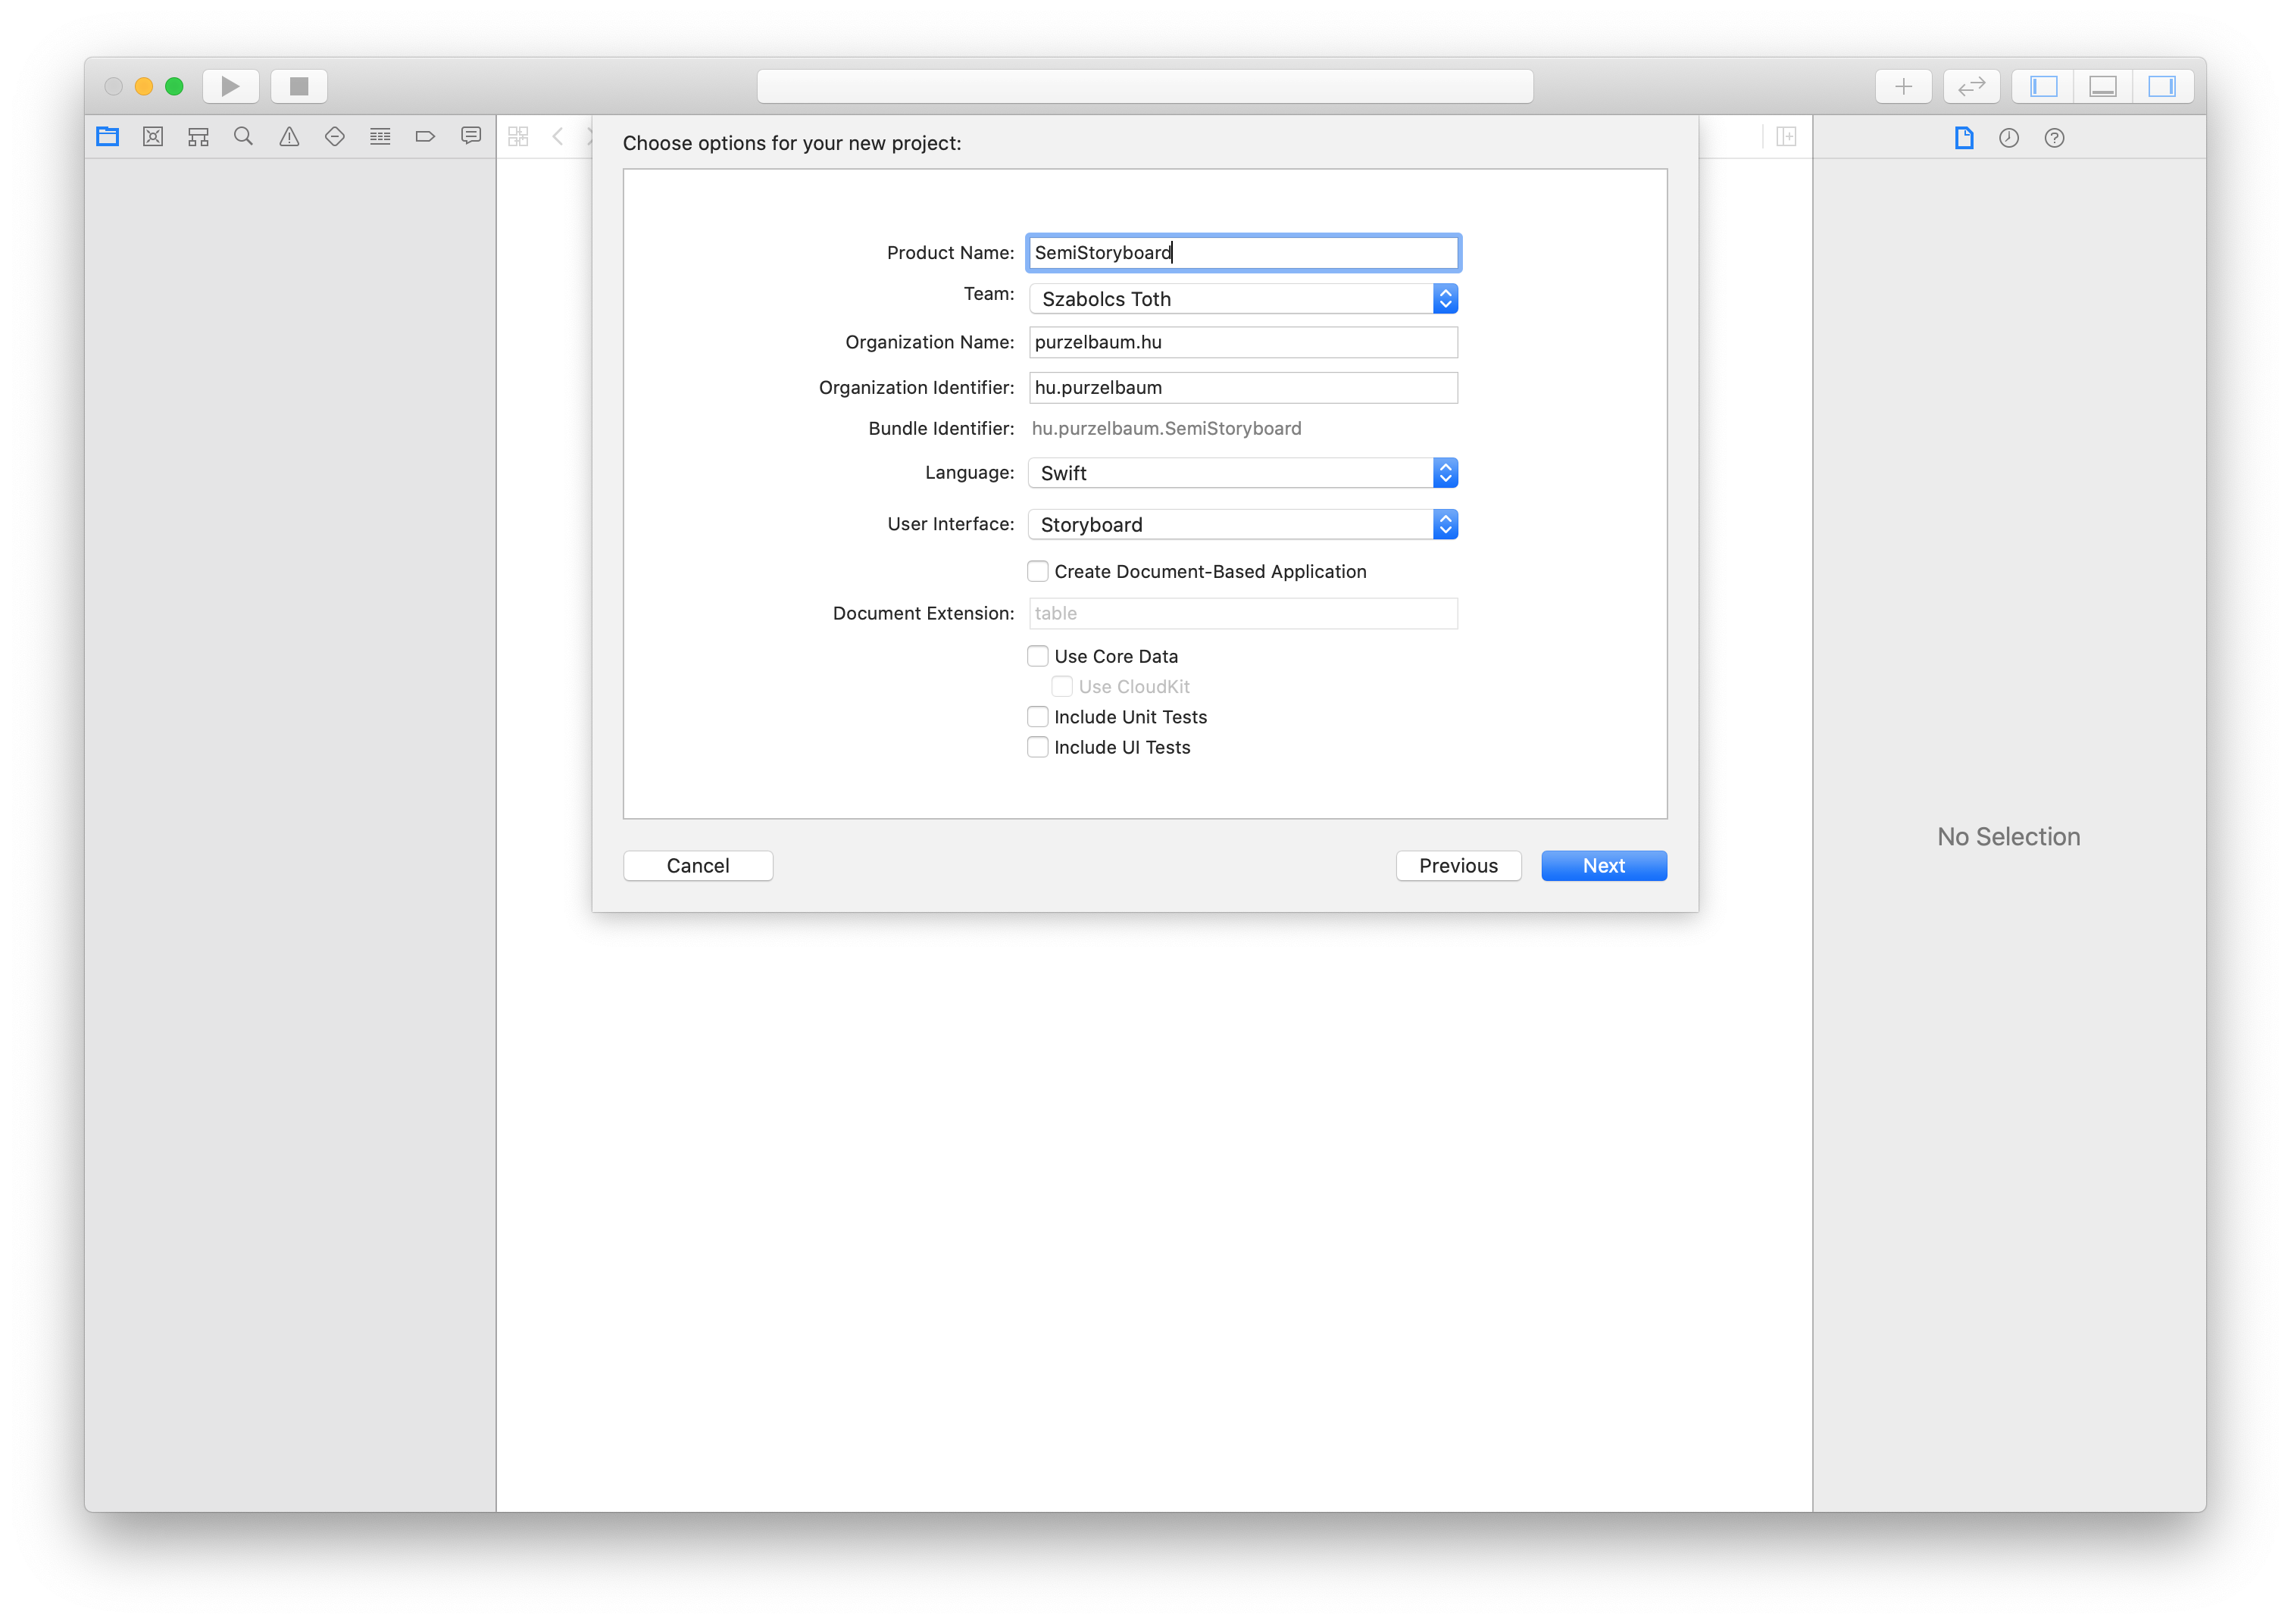 Choose options for your new project:
Product Name: SemiStoryboard
Team: Szabolcs Toth
Organization Name: purzelbaum.hu
Organization Identifier: hu.purzelbaum
Bundle Identifier: hu.purzelbaum.SemiStoryboard
Language: Swift
User Interface: Storyboard
Create Document-Based Application
Document Extension: table
Use Core Data
Use CloudKit
Include Unit Tests
Include UI Tests
No Selection
Cancel Previous Next